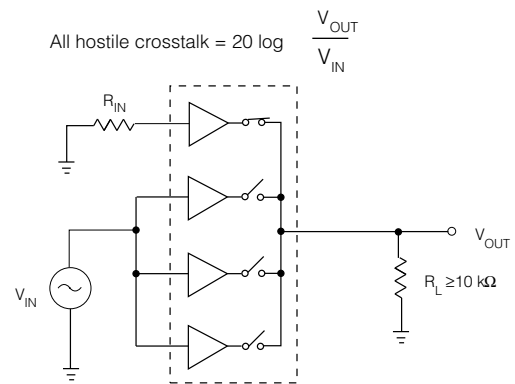 All hostile crosstalk = 20 log V_OUT / V_IN
R_IN
V_IN
V_OUT
R_L ≥10 kΩ